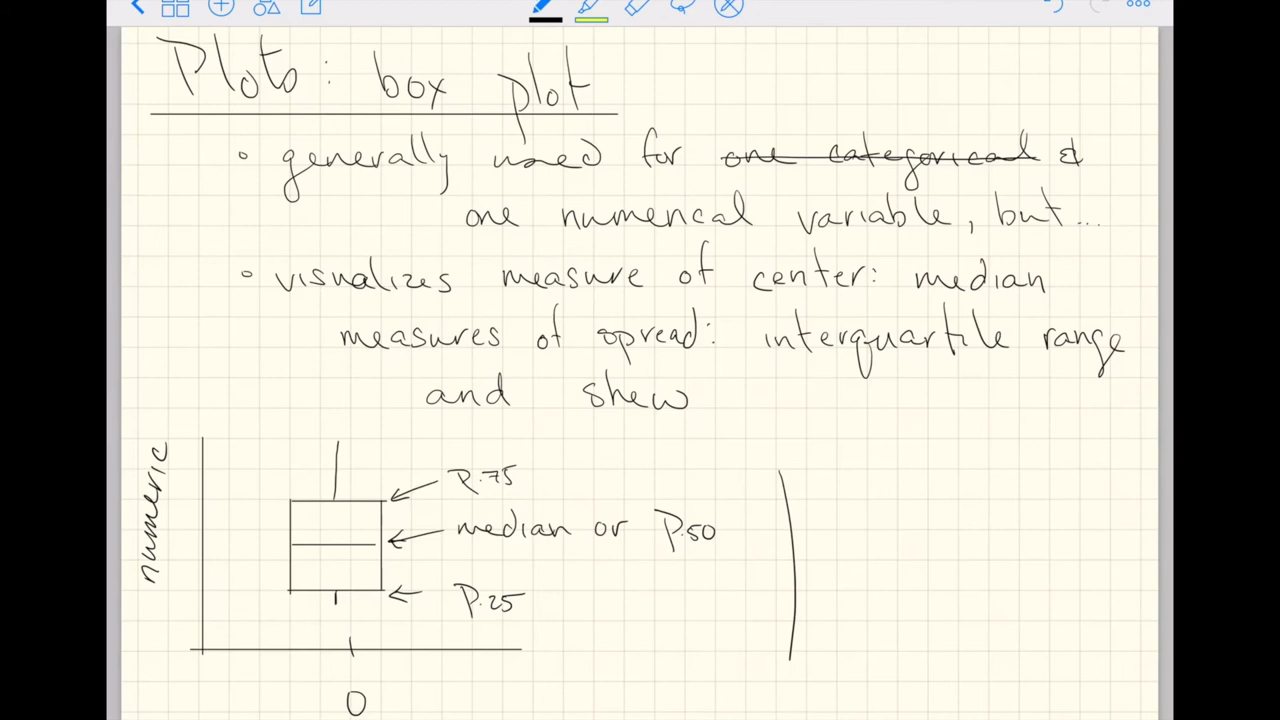 Plots: box plot
• generally used for one categorical &
one numerical variable, but...
• visualizes measure of center: median
measures of spread: interquartile range
and skew
numeric
P.75
median or P.50
P.25
0